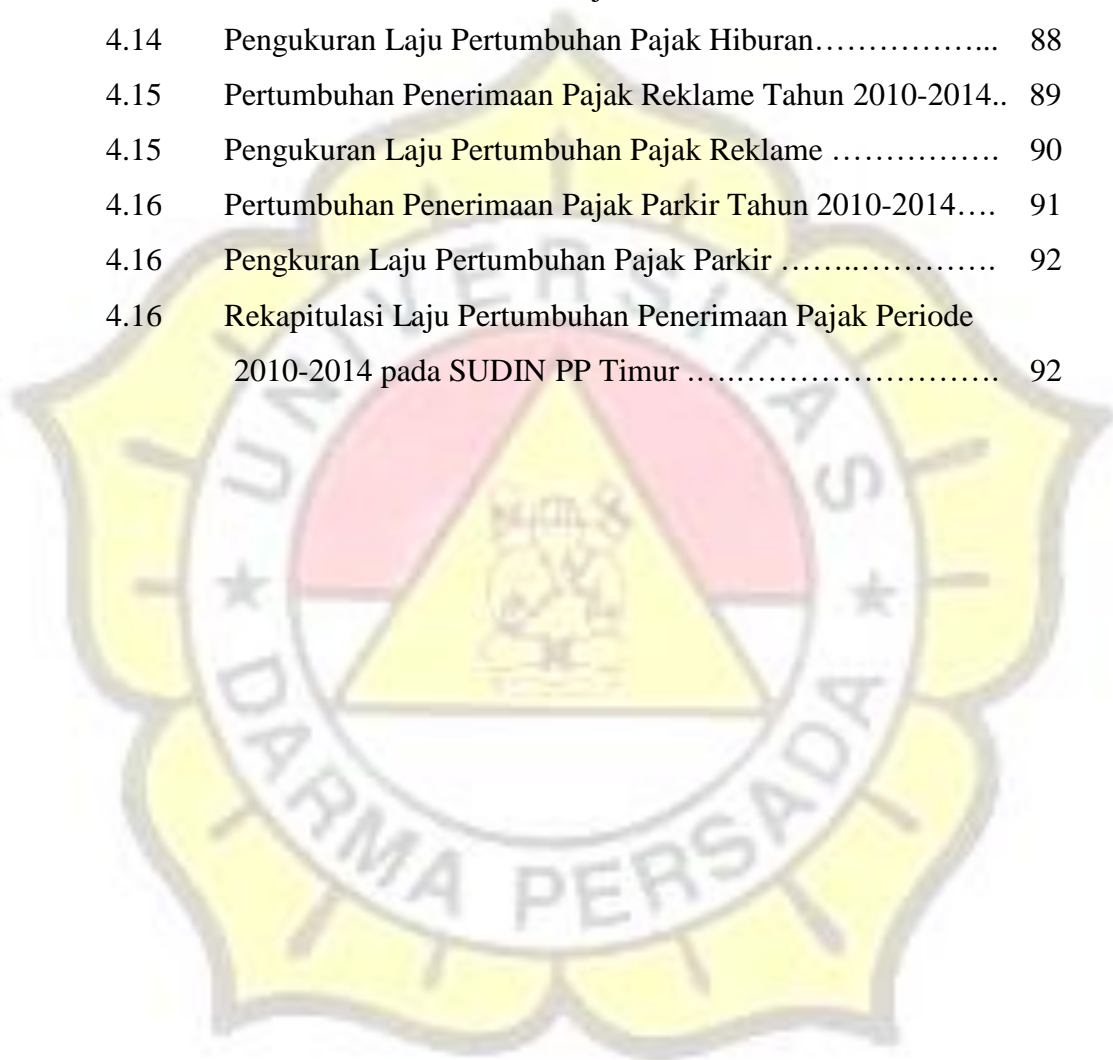 4.14 Pengukuran Laju Pertumbuhan Pajak Hiburan……………... 88
4.15 Pertumbuhan Penerimaan Pajak Reklame Tahun 2010-2014.. 89
4.15 Pengukuran Laju Pertumbuhan Pajak Reklame ……………. 90
4.16 Pertumbuhan Penerimaan Pajak Parkir Tahun 2010-2014…. 91
4.16 Pengkuran Laju Pertumbuhan Pajak Parkir ……..…………. 92
4.16 Rekapitulasi Laju Pertumbuhan Penerimaan Pajak Periode
2010-2014 pada SUDIN PP Timur ….………………………. 92
UNIVERSITAS
★ DARMA PERSADA ★